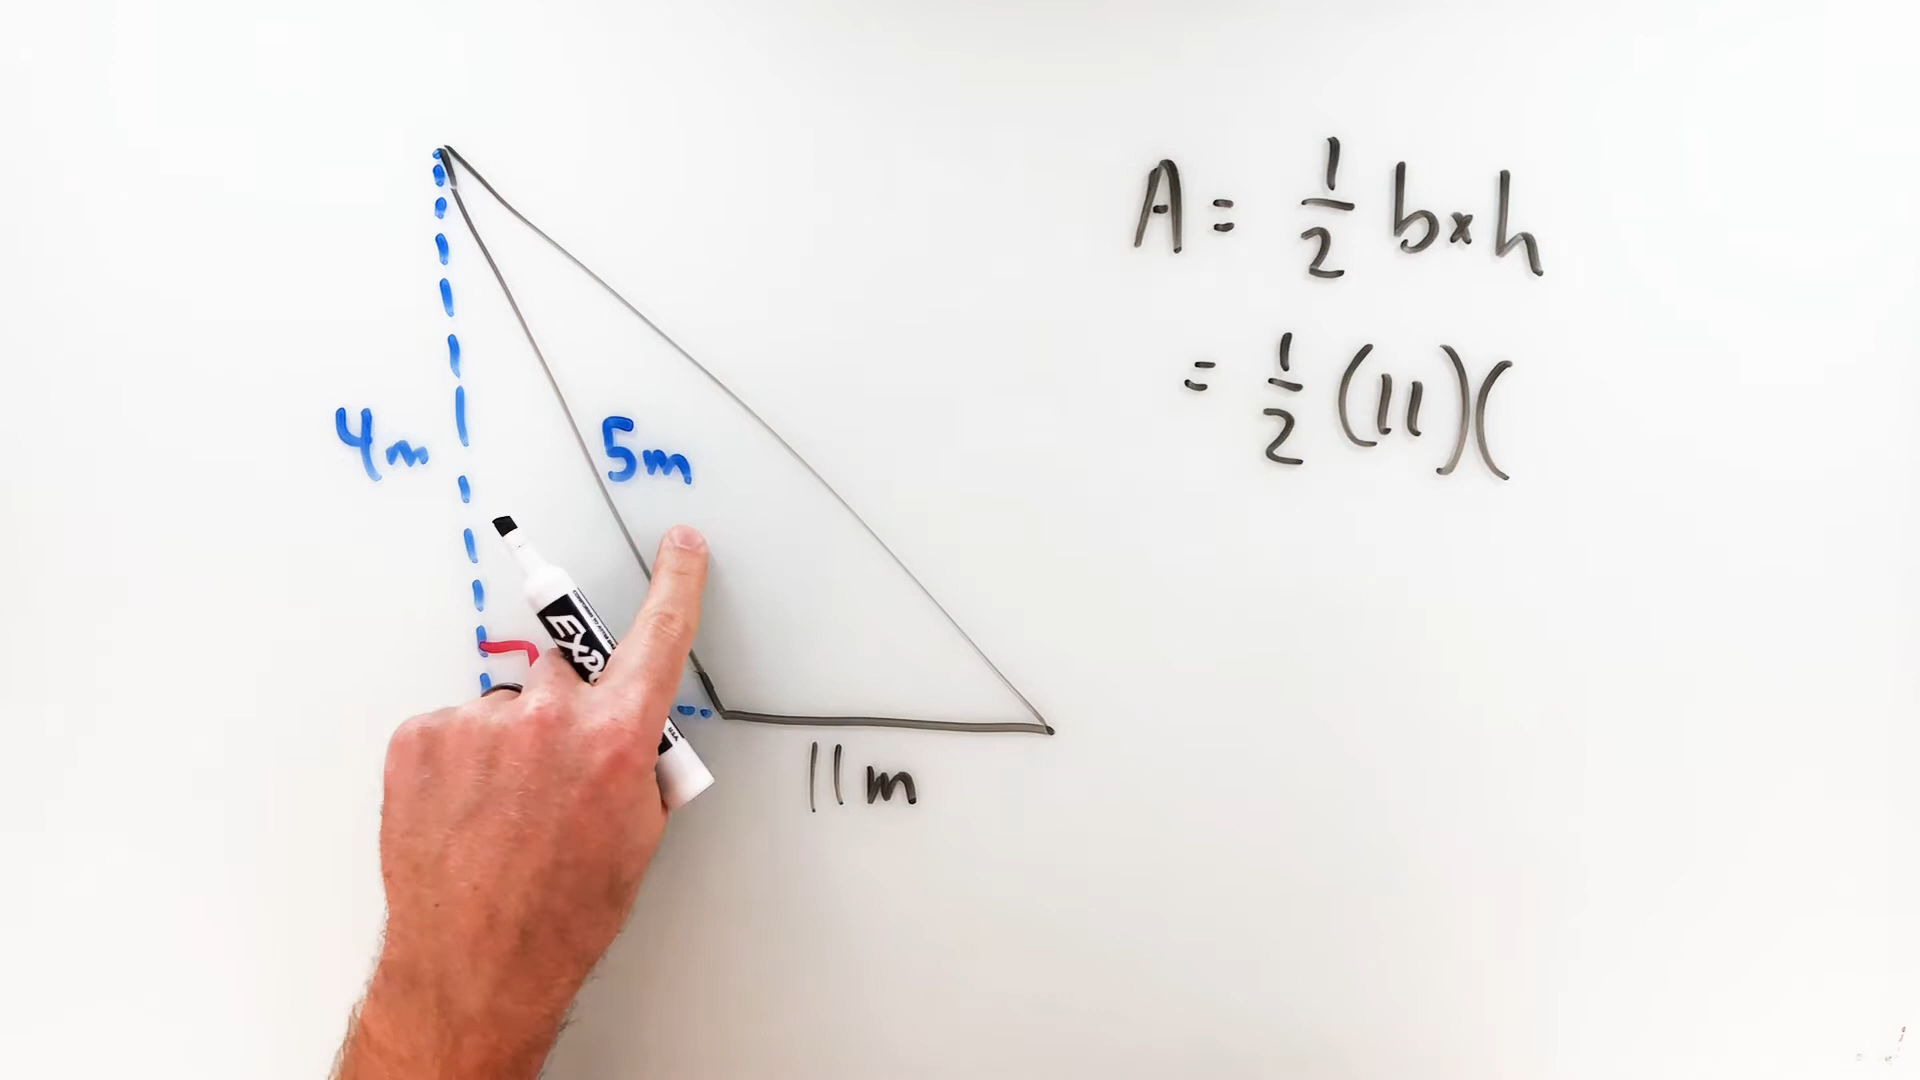 A = 1/2 b×h
= 1/2 (11)(
4m
5m
11m
EXPO